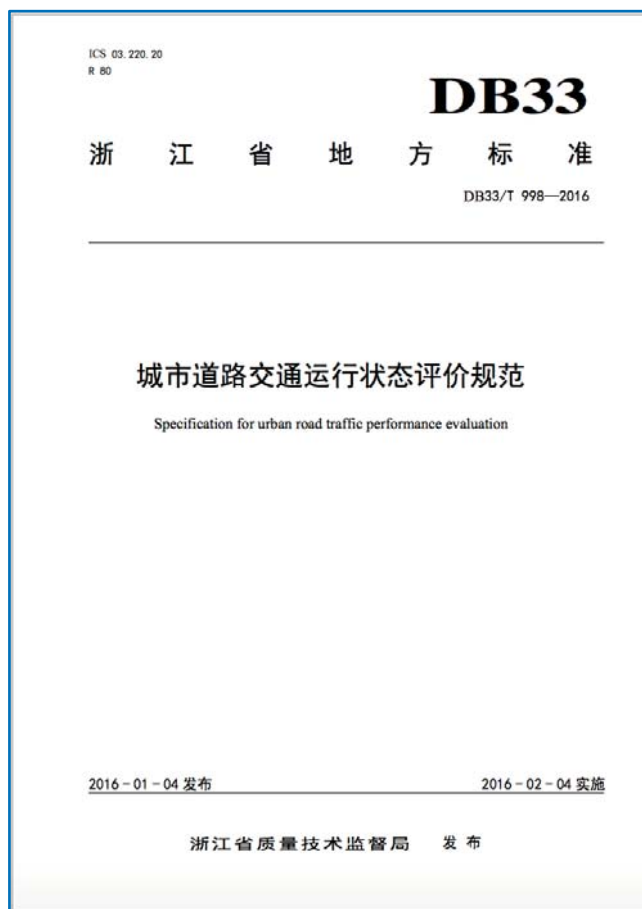 ICS 03.220.20
R 80
DB33
浙江省地方标准
DB33/T 998—2016
城市道路交通运行状态评价规范
Specification for urban road traffic performance evaluation
2016-01-04 发布 2016-02-04 实施
浙江省质量技术监督局 发布